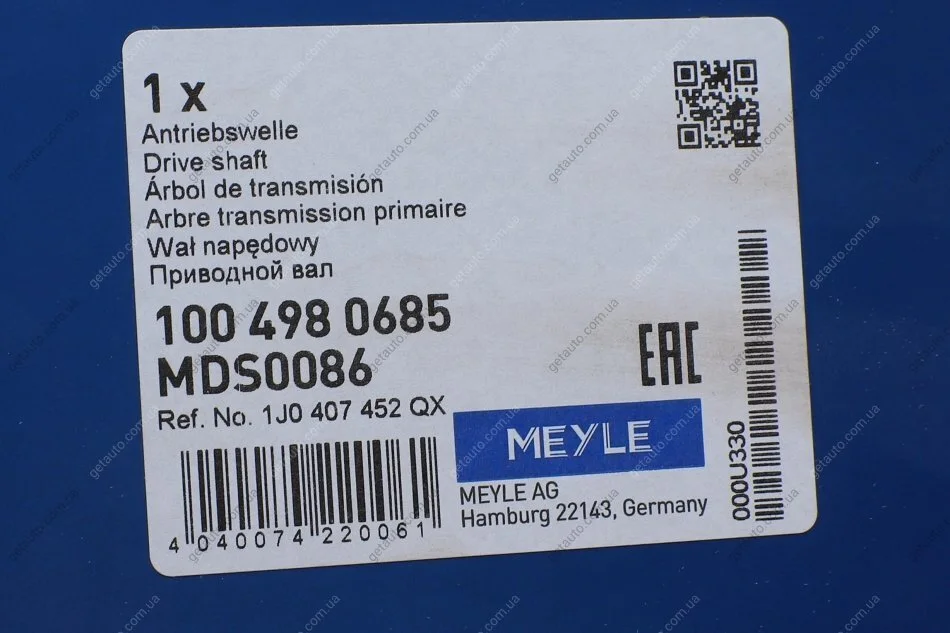 1 x
Antriebswelle
Drive shaft
Árbol de transmisión
Arbre transmission primaire
Wał napędowy
Приводной вал
100 498 0685
MDS0086
Ref. No. 1J0 407 452 QX
EAC
MEYLE
MEYLE AG
Hamburg 22143, Germany
4 040074 220061
000U330
getauto.com.ua